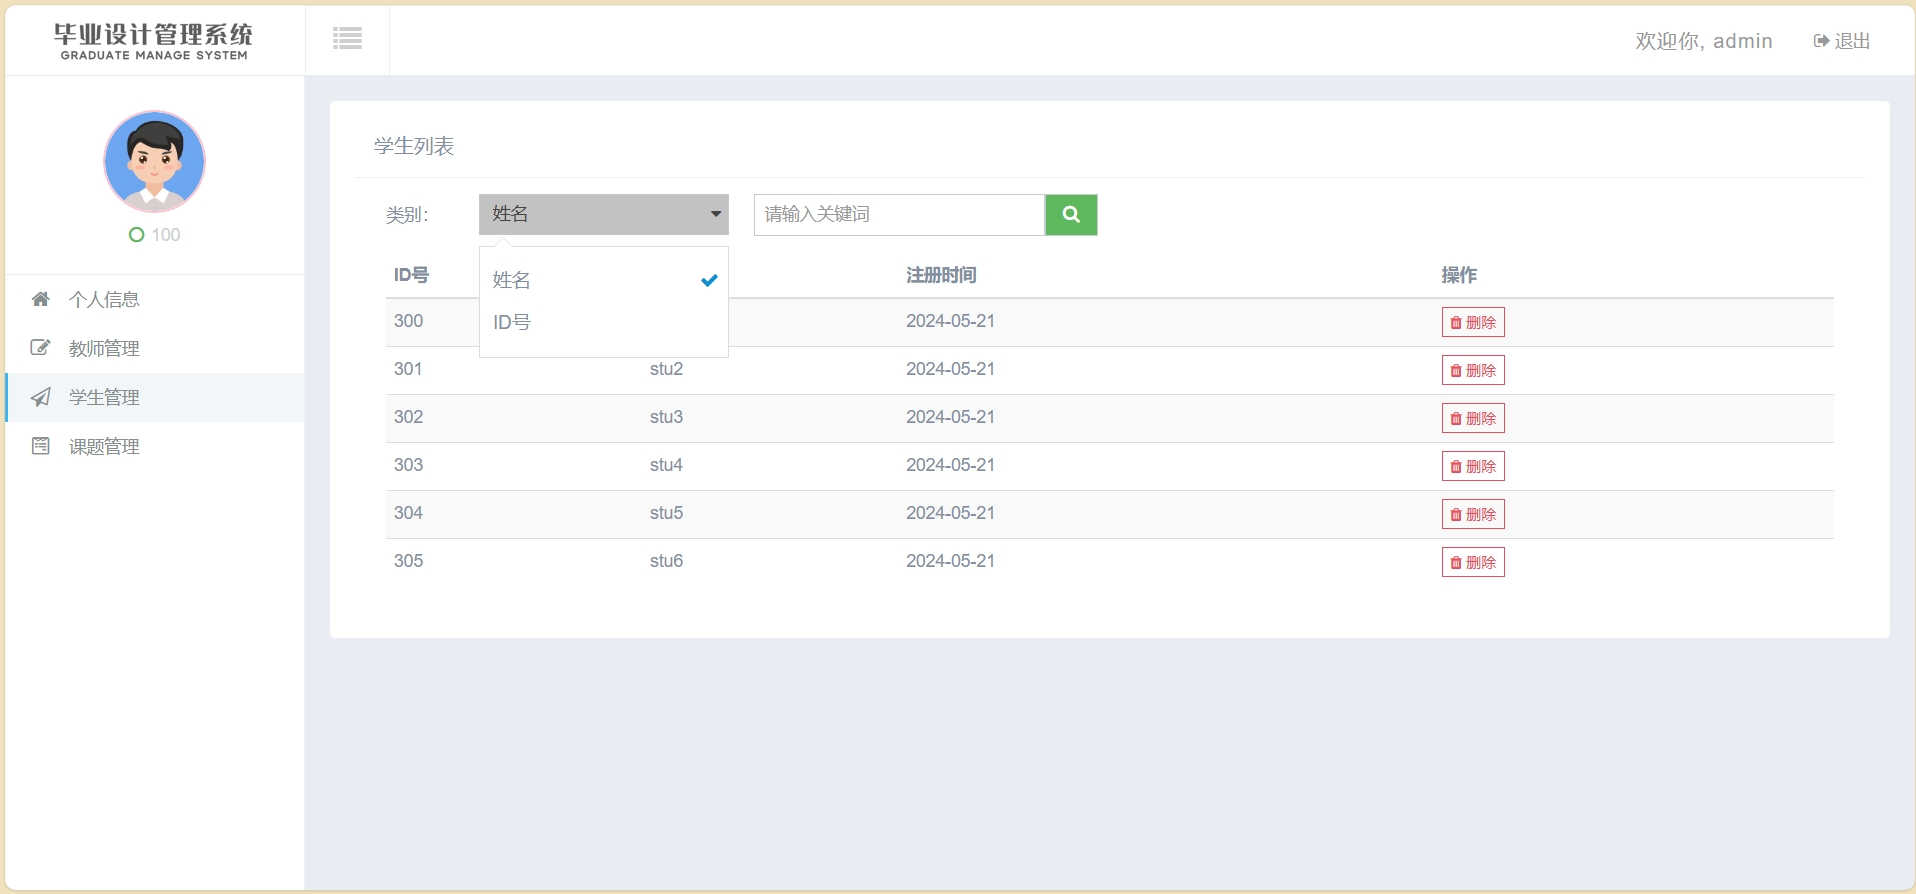 毕业设计管理系统
GRADUATE MANAGE SYSTEM
欢迎你, admin
退出
100
个人信息
教师管理
学生管理
课题管理
学生列表
类别: 姓名 请输入关键词
姓名
ID号
ID号 注册时间 操作
300 2024-05-21 删除
301 stu2 2024-05-21 删除
302 stu3 2024-05-21 删除
303 stu4 2024-05-21 删除
304 stu5 2024-05-21 删除
305 stu6 2024-05-21 删除